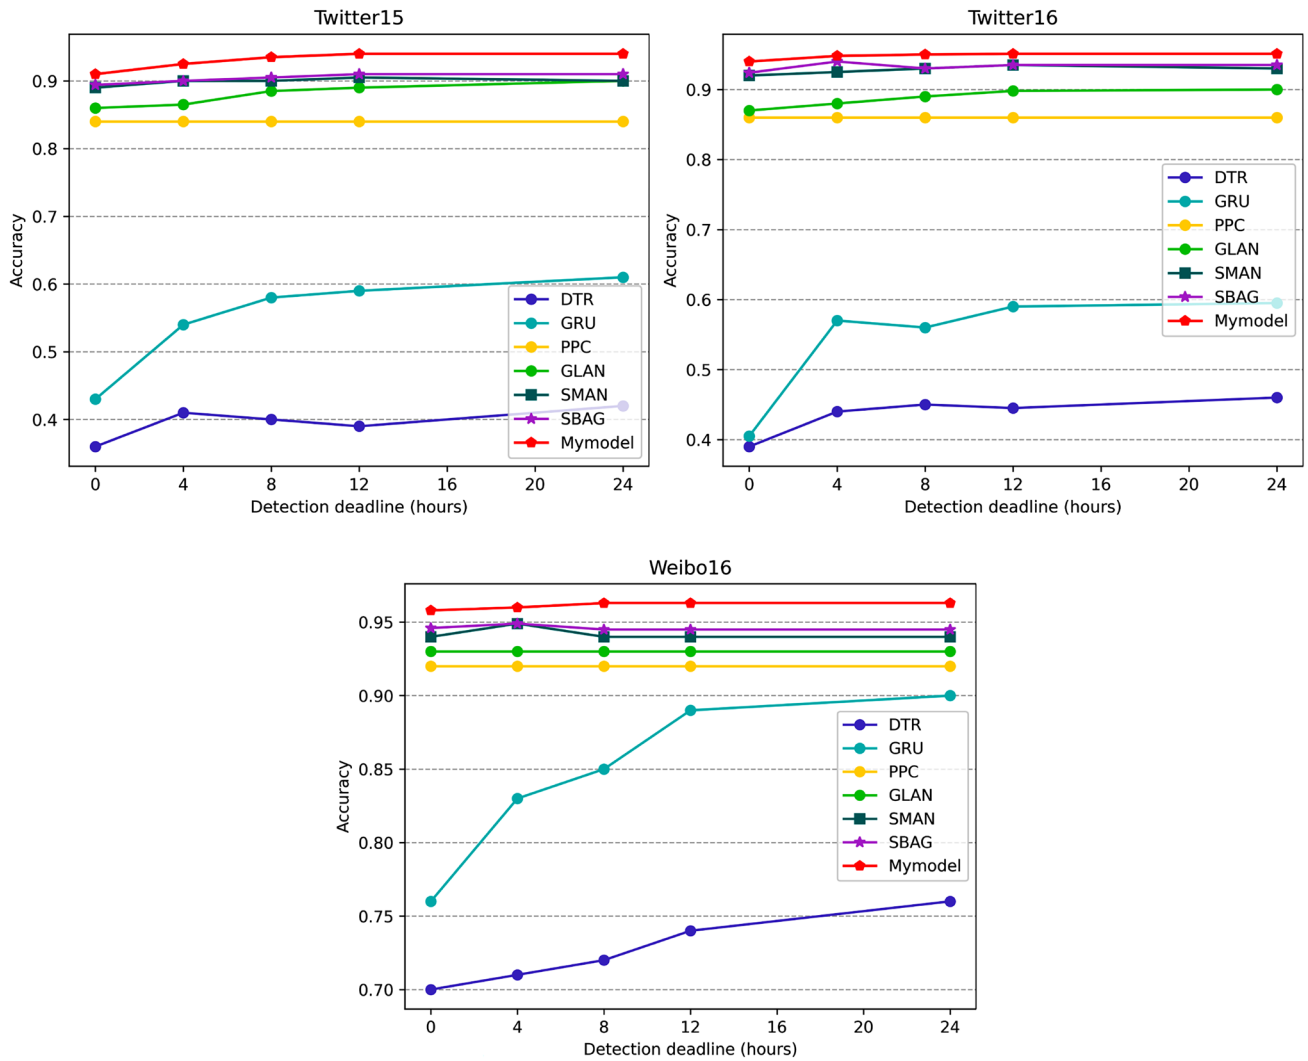 Twitter15
0.9
0.8
0.7
0.6
0.5
0.4
Accuracy
0 4 8 12 16 20 24
Detection deadline (hours)
DTR
GRU
PPC
GLAN
SMAN
SBAG
Mymodel
Twitter16
0.9
0.8
0.7
0.6
0.5
0.4
Accuracy
0 4 8 12 16 20 24
Detection deadline (hours)
DTR
GRU
PPC
GLAN
SMAN
SBAG
Mymodel
Weibo16
0.95
0.90
0.85
0.80
0.75
0.70
Accuracy
0 4 8 12 16 20 24
Detection deadline (hours)
DTR
GRU
PPC
GLAN
SMAN
SBAG
Mymodel